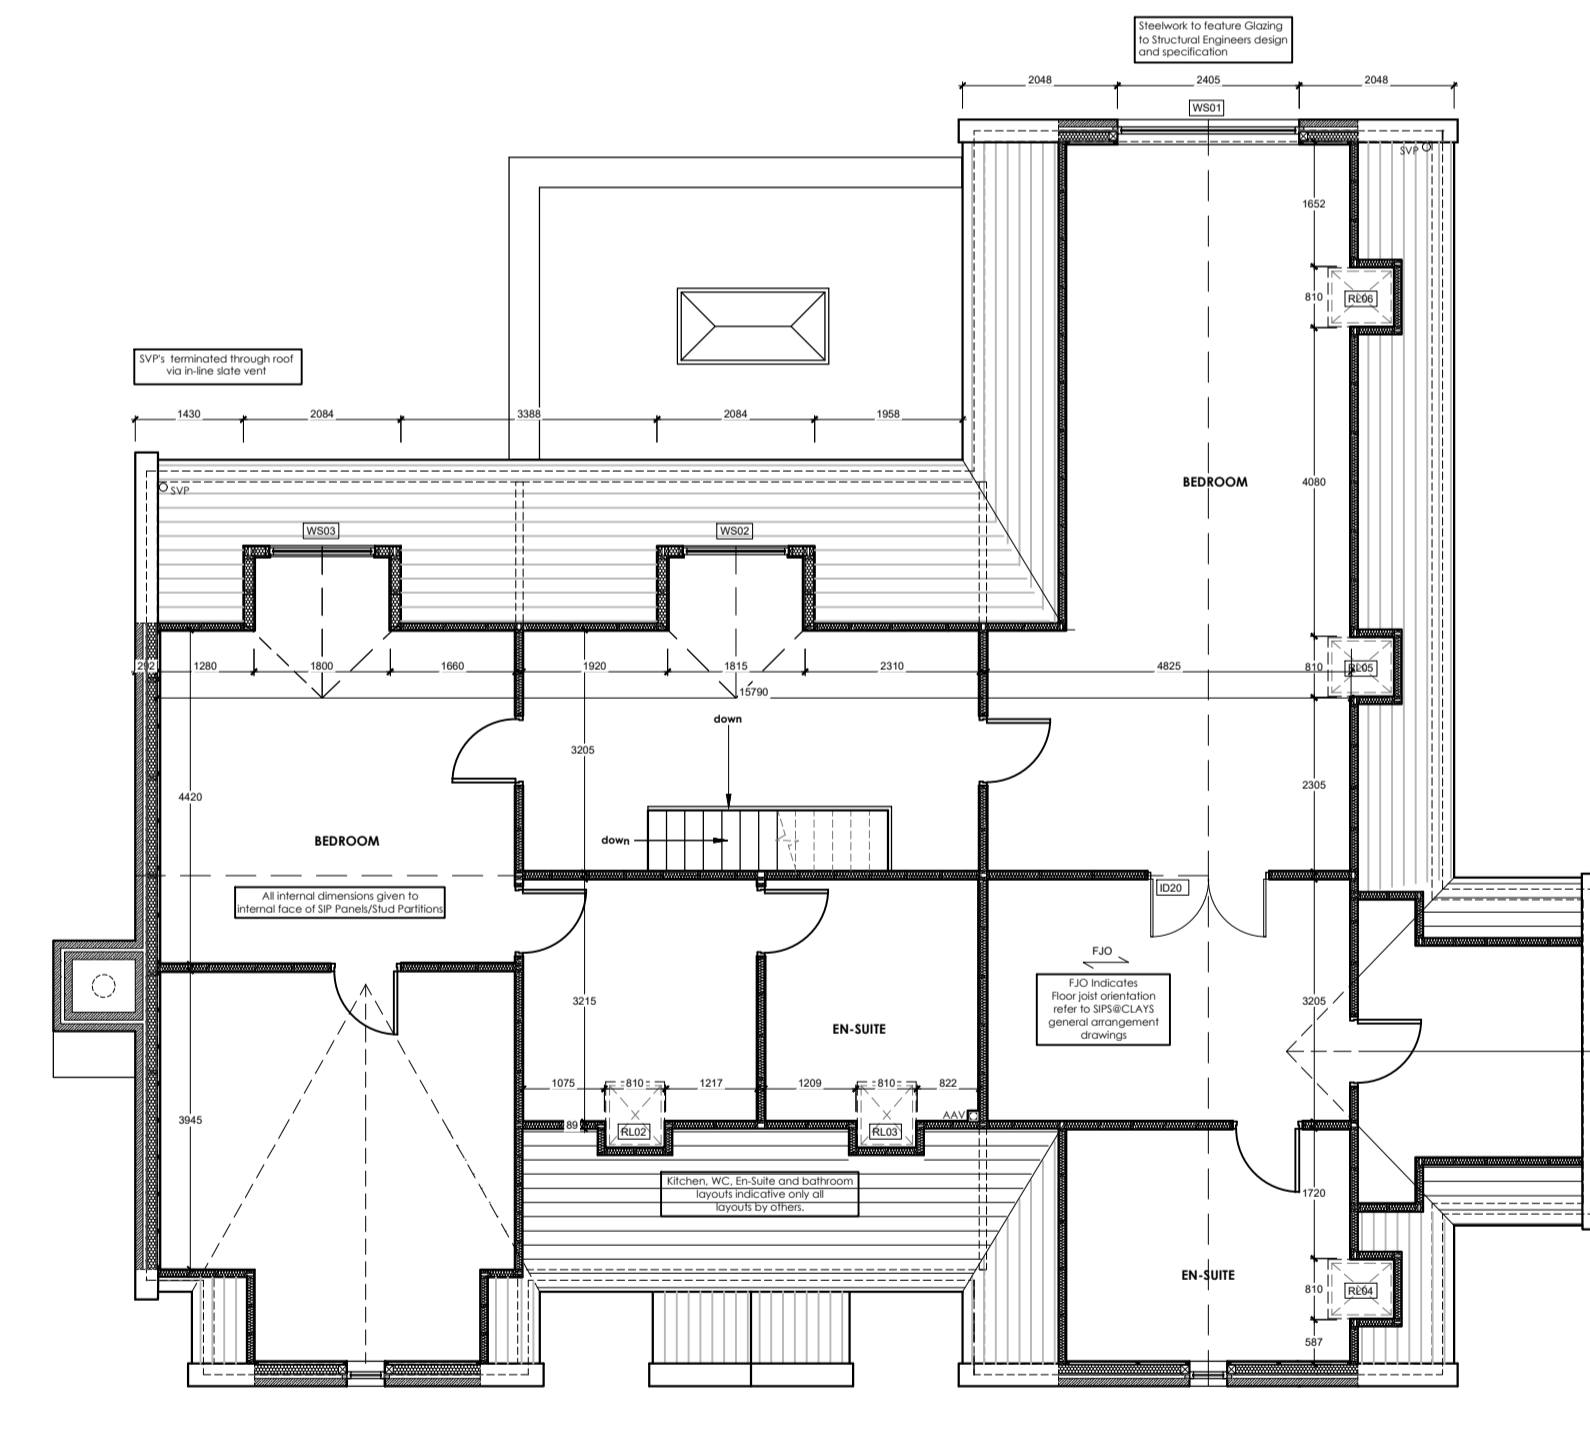 Steelwork to feature Glazing
to Structural Engineers design
and specification
2048
2405
2048
WS01
SVP
1652
810
RL06
SVP's terminated through roof
via in-line slate vent
1430
2084
3388
2084
1958
BEDROOM
4080
SVP
WS03
WS02
292
1280
1800
1660
1920
1815
2310
4825
810
RL05
15790
down
3205
2305
4420
BEDROOM
down
All internal dimensions given to
internal face of SIP Panels/Stud Partitions
ID20
FJO
FJO Indicates
Floor joist orientation
refer to SIPS@CLAYS
general arrangement
drawings
3215
3205
EN-SUITE
1075
810
1217
1209
810
822
AAV
3945
89
RL02
RL03
Kitchen, WC, En-Suite and bathroom
layouts indicative only all
layouts by others.
1720
EN-SUITE
810
RL04
587